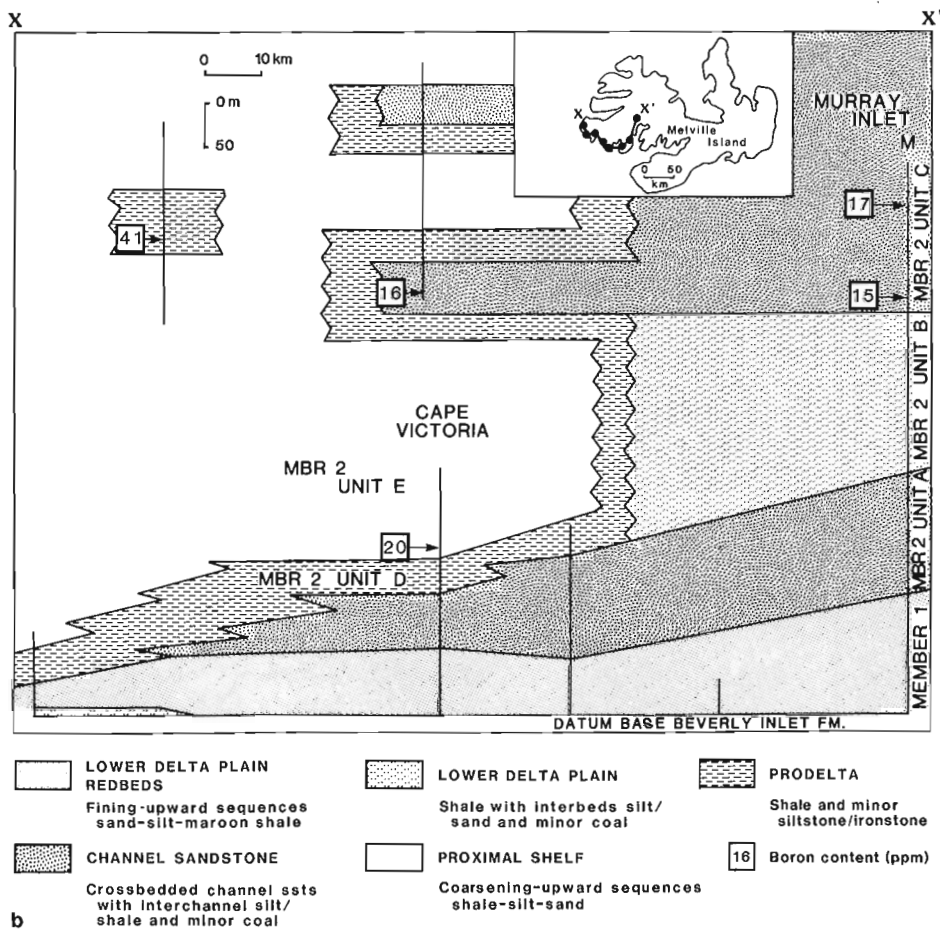 X
X'
0 10 km
0 m
50
MURRAY
INLET
M
X
X'
Melville
Island
0 50
km
17
41
16
15
MBR 2 UNIT C
MBR 2 UNIT B
MBR 2 UNIT A
MEMBER 1
CAPE
VICTORIA
MBR 2
UNIT E
20
MBR 2 UNIT D
DATUM BASE BEVERLY INLET FM.
LOWER DELTA PLAIN
REDBEDS
Fining-upward sequences
sand-silt-maroon shale
LOWER DELTA PLAIN
Shale with interbeds silt/
sand and minor coal
PRODELTA
Shale and minor
siltstone/ironstone
CHANNEL SANDSTONE
Crossbedded channel ssts
with interchannel silt/
shale and minor coal
PROXIMAL SHELF
Coarsening-upward sequences
shale-silt-sand
16 Boron content (ppm)
b